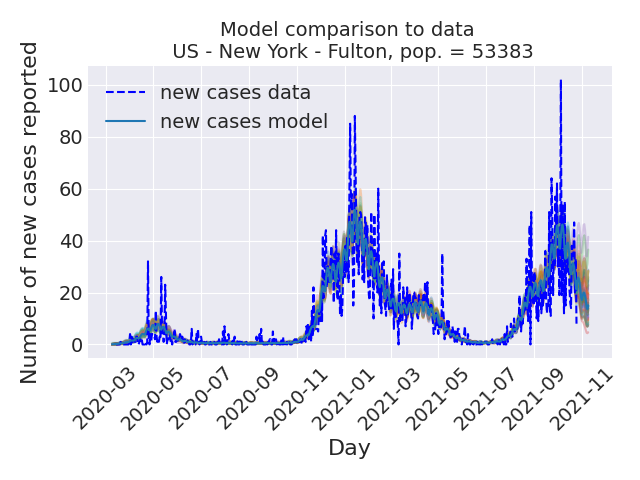 Model comparison to data
US - New York - Fulton, pop. = 53383
Number of new cases reported
100
80
60
40
20
0
new cases data
new cases model
2020-03
2020-05
2020-07
2020-09
2020-11
2021-01
2021-03
2021-05
2021-07
2021-09
2021-11
Day